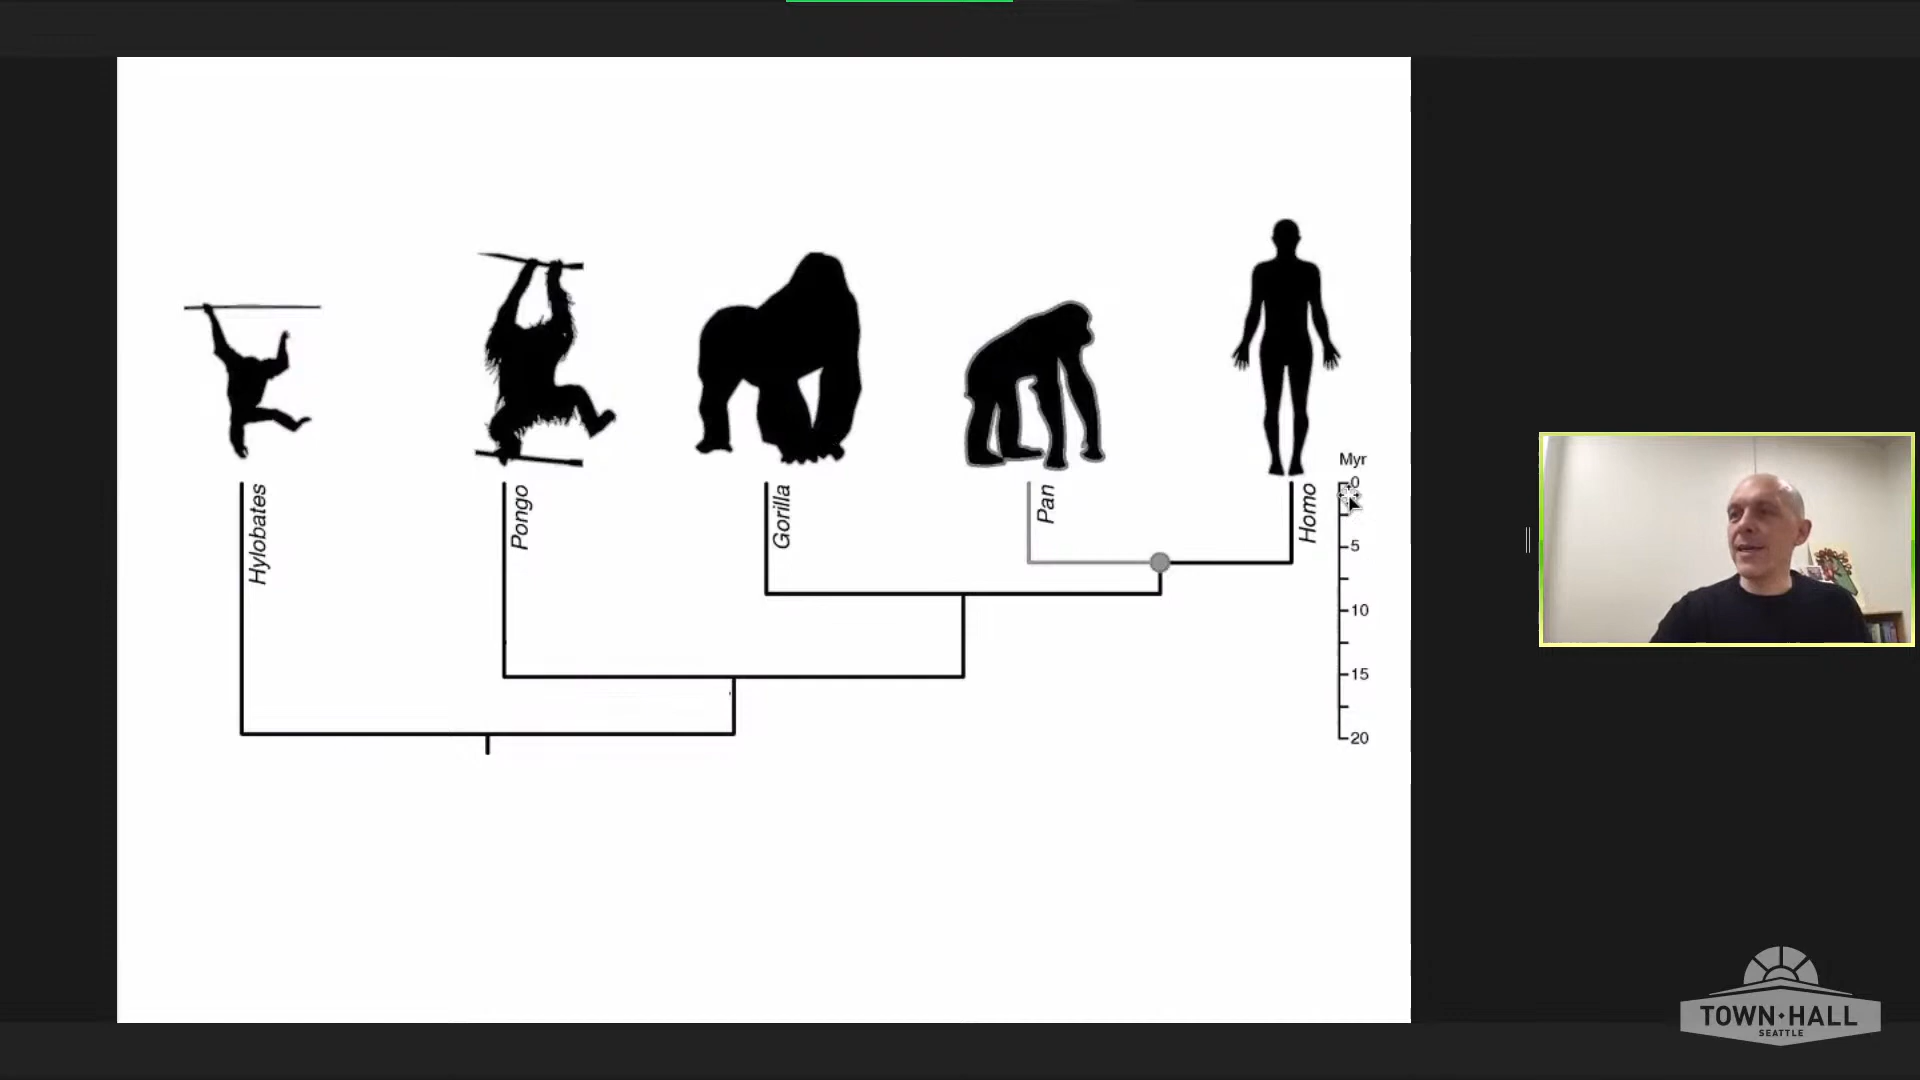 Hylobates
Pongo
Gorilla
Pan
Homo
Myr
0
5
10
15
20
TOWN·HALL
SEATTLE